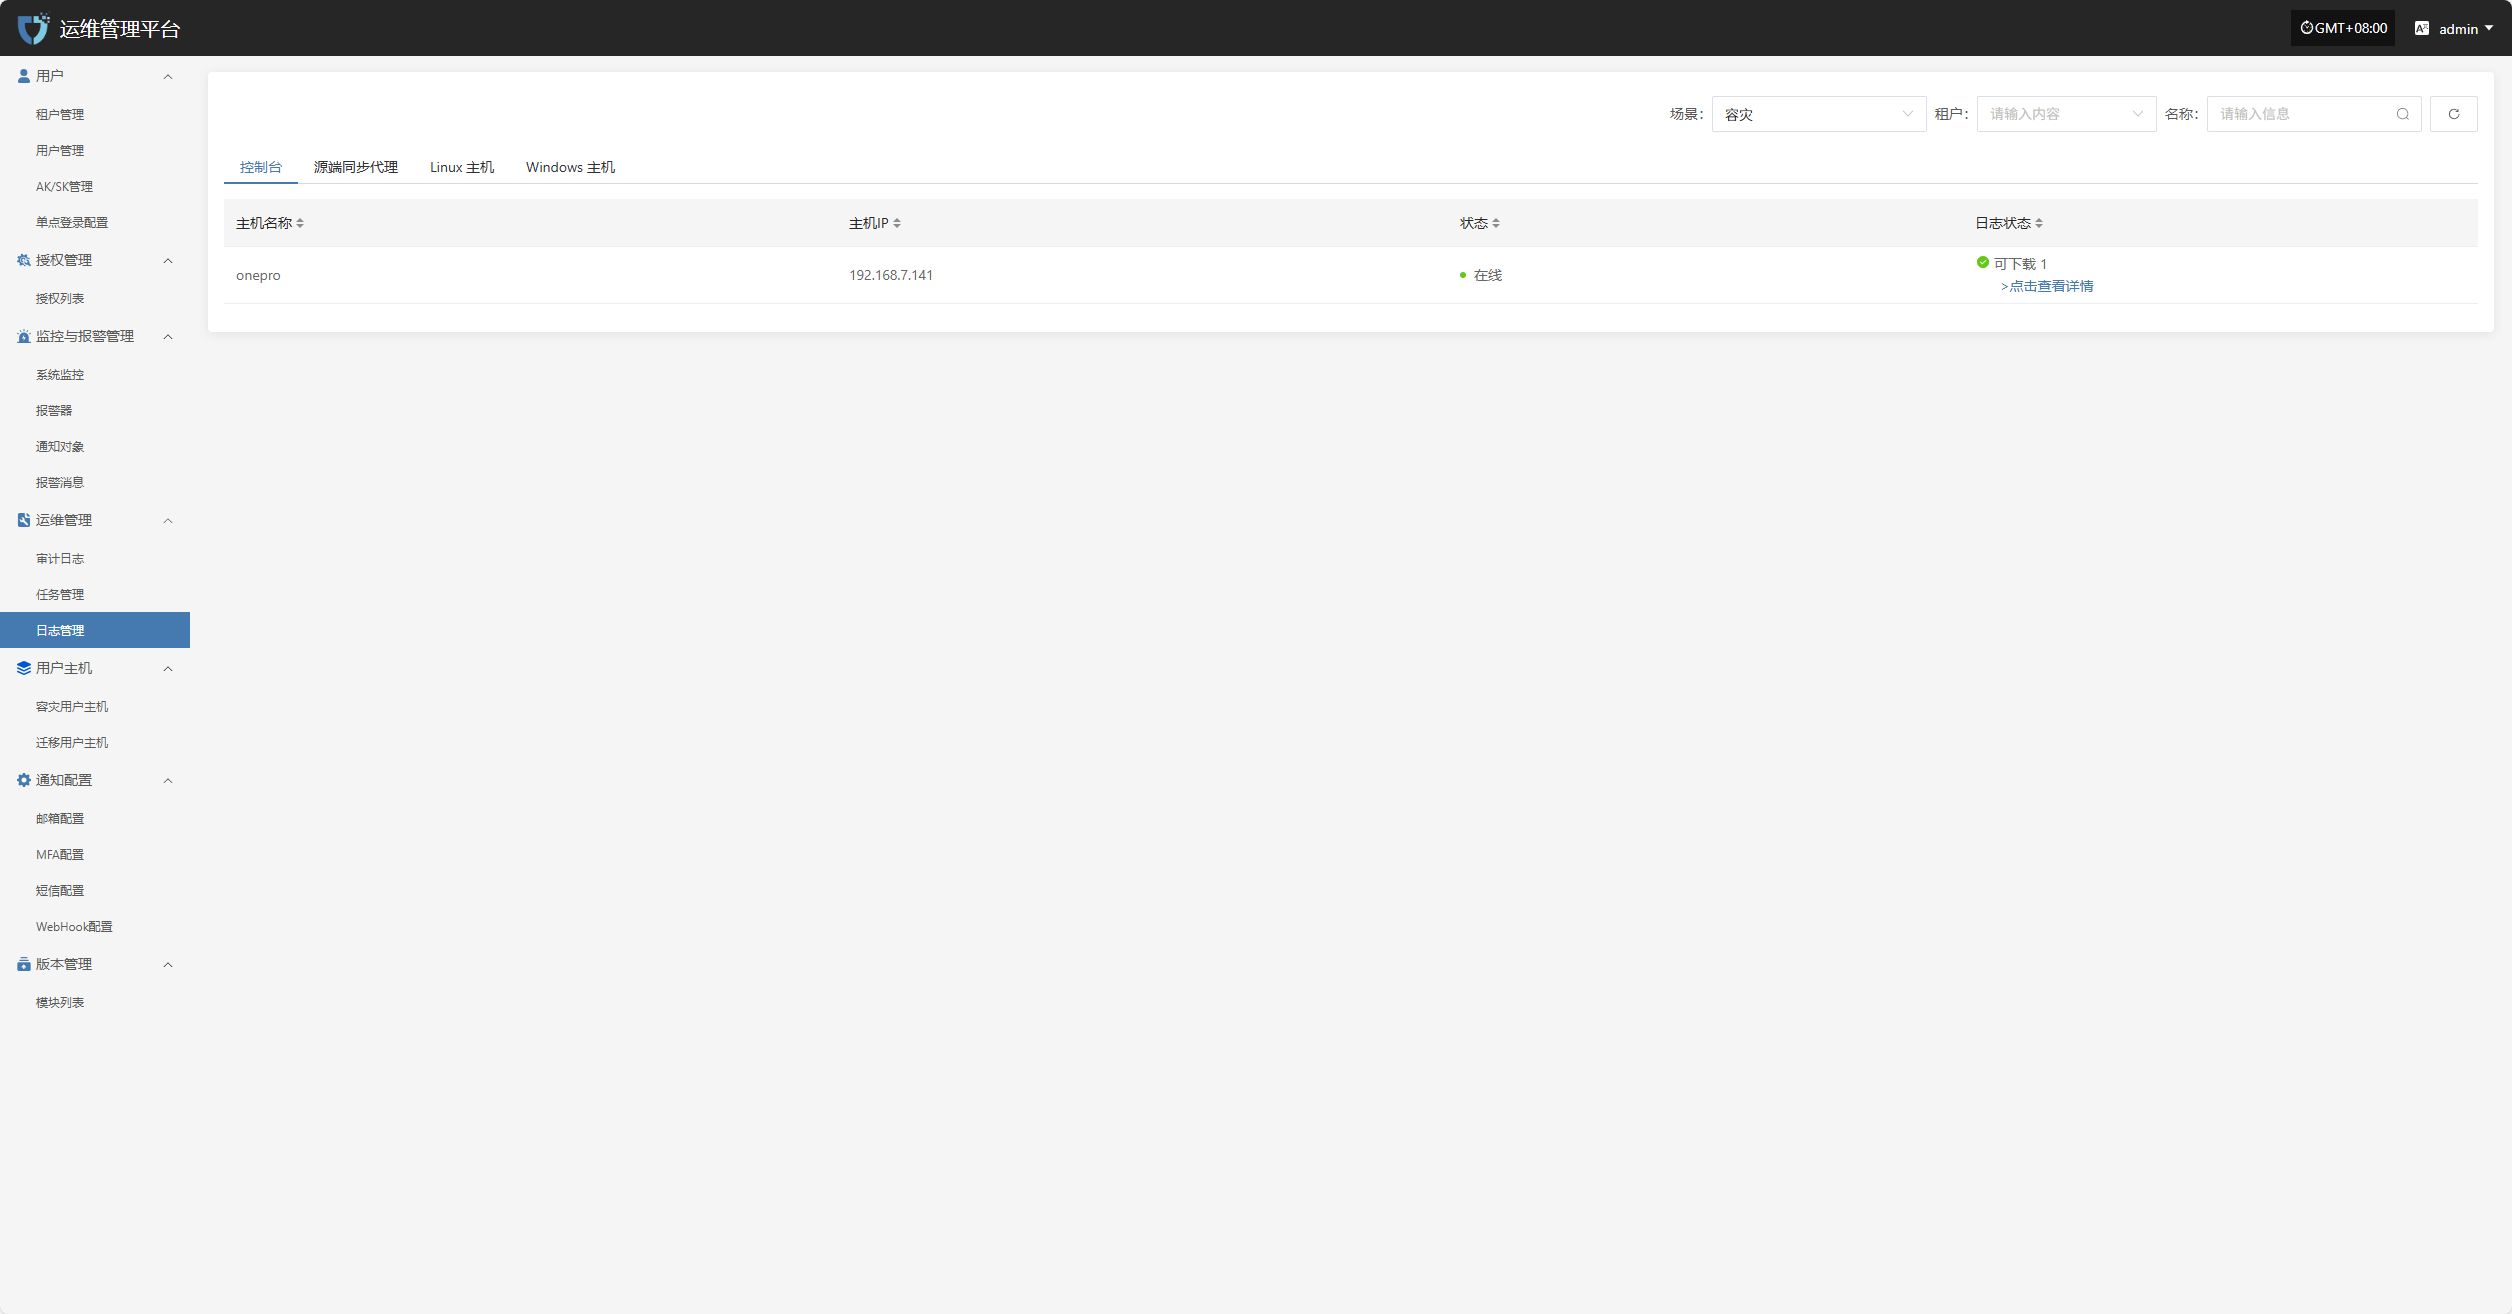 运维管理平台
GMT+08:00
admin
用户
租户管理
用户管理
AK/SK管理
单点登录配置
授权管理
授权列表
监控与报警管理
系统监控
报警器
通知对象
报警消息
运维管理
审计日志
任务管理
日志管理
用户主机
容灾用户主机
迁移用户主机
通知配置
邮箱配置
MFA配置
短信配置
WebHook配置
版本管理
模块列表
场景: 容灾 租户: 请输入内容 名称: 请输入信息
控制台 源端同步代理 Linux 主机 Windows 主机
主机名称 主机IP 状态 日志状态
onepro 192.168.7.141 在线 可下载 1
>点击查看详情